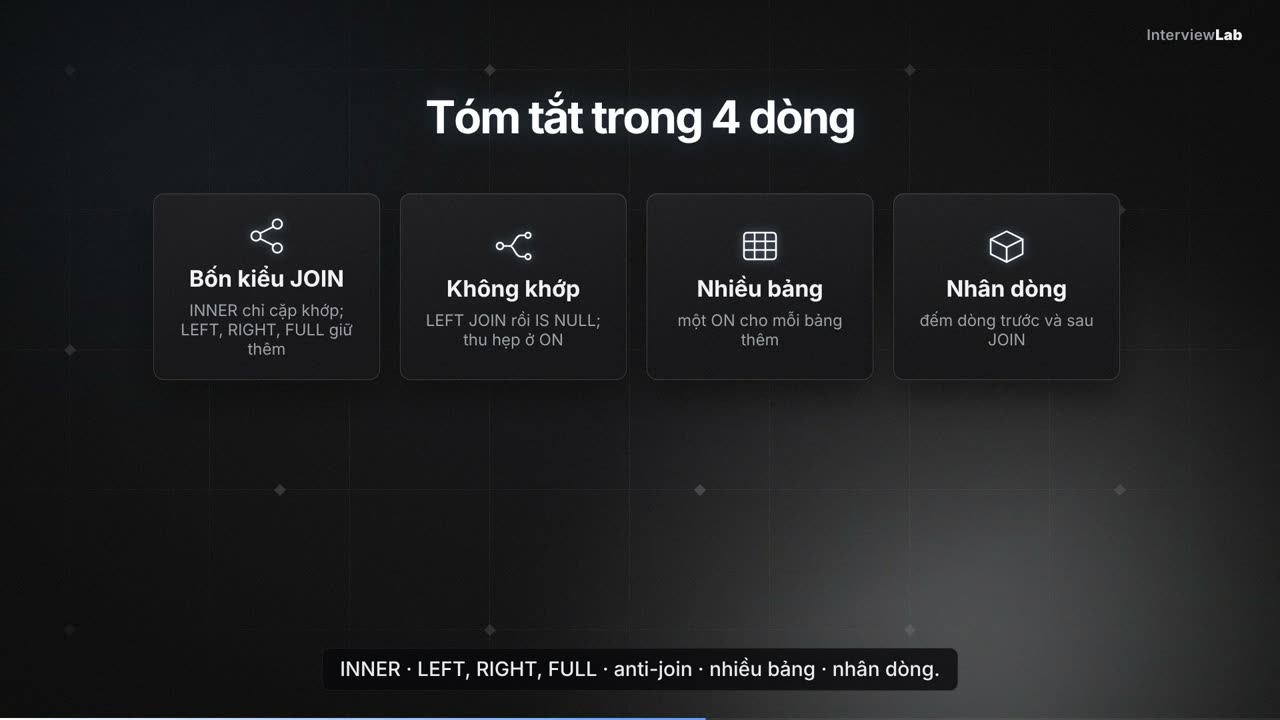 InterviewLab
Tóm tắt trong 4 dòng
Bốn kiểu JOIN
INNER chỉ cặp khớp;
LEFT, RIGHT, FULL giữ
thêm
Không khớp
LEFT JOIN rồi IS NULL;
thu hẹp ở ON
Nhiều bảng
một ON cho mỗi bảng
thêm
Nhân dòng
đếm dòng trước và sau
JOIN
INNER · LEFT, RIGHT, FULL · anti-join · nhiều bảng · nhân dòng.